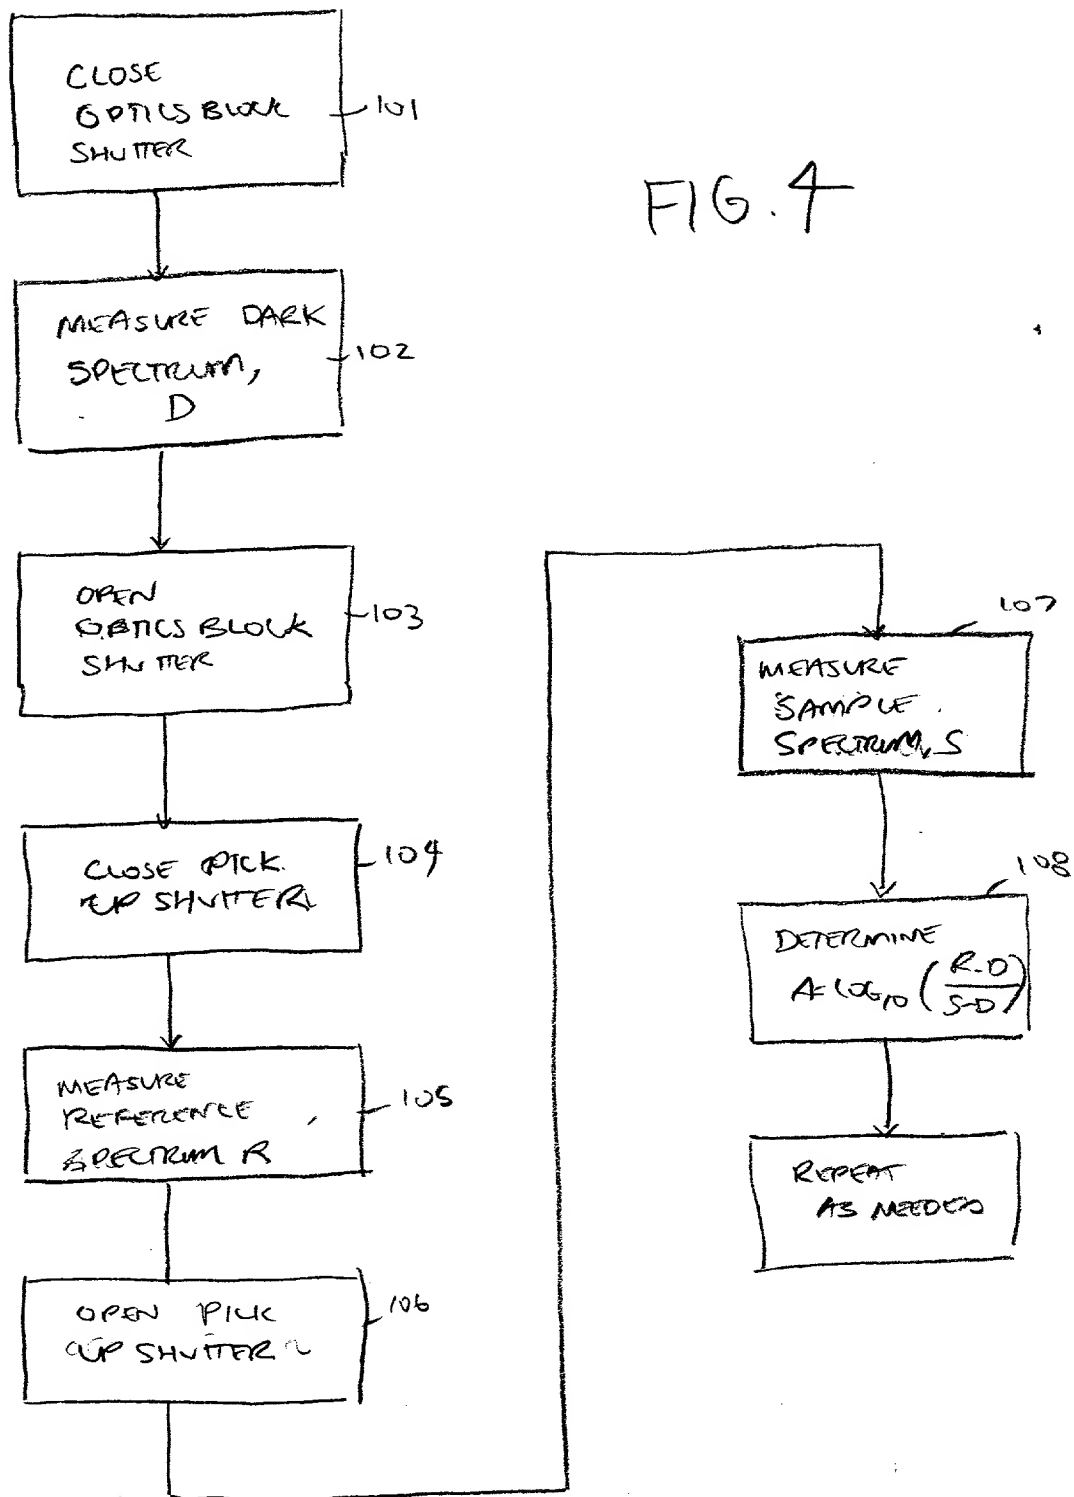 CLOSE
OPTICS BLOCK
SHUTTER
101
FIG. 4
MEASURE DARK
SPECTRUM,
D
102
OPEN
OPTICS BLOCK
SHUTTER
103
CLOSE PICK
UP SHUTTER
104
MEASURE
REFERENCE
SPECTRUM R
105
OPEN PICK
UP SHUTTER
106
107
MEASURE
SAMPLE
SPECTRUM, S
108
DETERMINE
A=LOG10 (R-D/S-D)
REPEAT
AS NEEDED